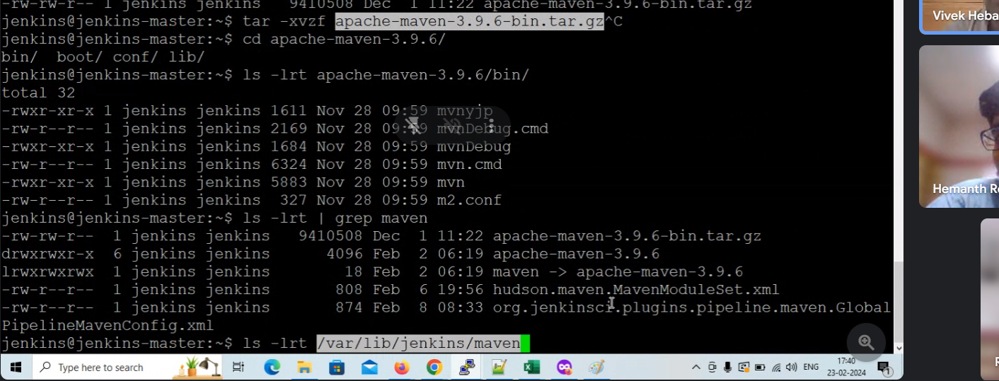 -rw-rw-r-- 1 jenkins jenkins 9410508 Dec 1 11:22 apache-maven-3.9.6-bin.tar.gz
jenkins@jenkins-master:~$ tar -xvzf apache-maven-3.9.6-bin.tar.gz^C
jenkins@jenkins-master:~$ cd apache-maven-3.9.6/
bin/ boot/ conf/ lib/
jenkins@jenkins-master:~$ ls -lrt apache-maven-3.9.6/bin/
total 32
-rwxr-xr-x 1 jenkins jenkins 1611 Nov 28 09:59 mvnyjp
-rw-r--r-- 1 jenkins jenkins 2169 Nov 28 09:59 mvnDebug.cmd
-rwxr-xr-x 1 jenkins jenkins 1684 Nov 28 09:59 mvnDebug
-rw-r--r-- 1 jenkins jenkins 6324 Nov 28 09:59 mvn.cmd
-rwxr-xr-x 1 jenkins jenkins 5883 Nov 28 09:59 mvn
-rw-r--r-- 1 jenkins jenkins 327 Nov 28 09:59 m2.conf
jenkins@jenkins-master:~$ ls -lrt | grep maven
-rw-rw-r-- 1 jenkins jenkins 9410508 Dec 1 11:22 apache-maven-3.9.6-bin.tar.gz
drwxrwxr-x 6 jenkins jenkins 4096 Feb 2 06:19 apache-maven-3.9.6
lrwxrwxrwx 1 jenkins jenkins 18 Feb 2 06:19 maven -> apache-maven-3.9.6
-rw-r--r-- 1 jenkins jenkins 808 Feb 6 19:56 hudson.maven.MavenModuleSet.xml
-rw-r--r-- 1 jenkins jenkins 874 Feb 8 08:33 org.jenkinsci.plugins.pipeline.maven.Global
PipelineMavenConfig.xml
jenkins@jenkins-master:~$ ls -lrt /var/lib/jenkins/maven
Type here to search
ENG
17:40
23-02-2024
1
Vivek Heba
Hemanth R